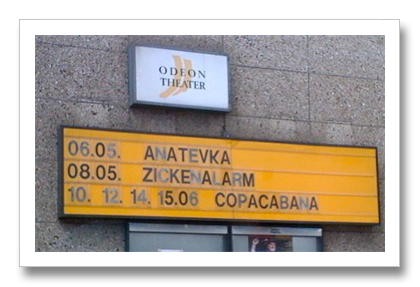 ODEON
THEATER
06.05. ANATEVKA
08.05. ZICKENALARM
10. 12. 14. 15.06 COPACABANA